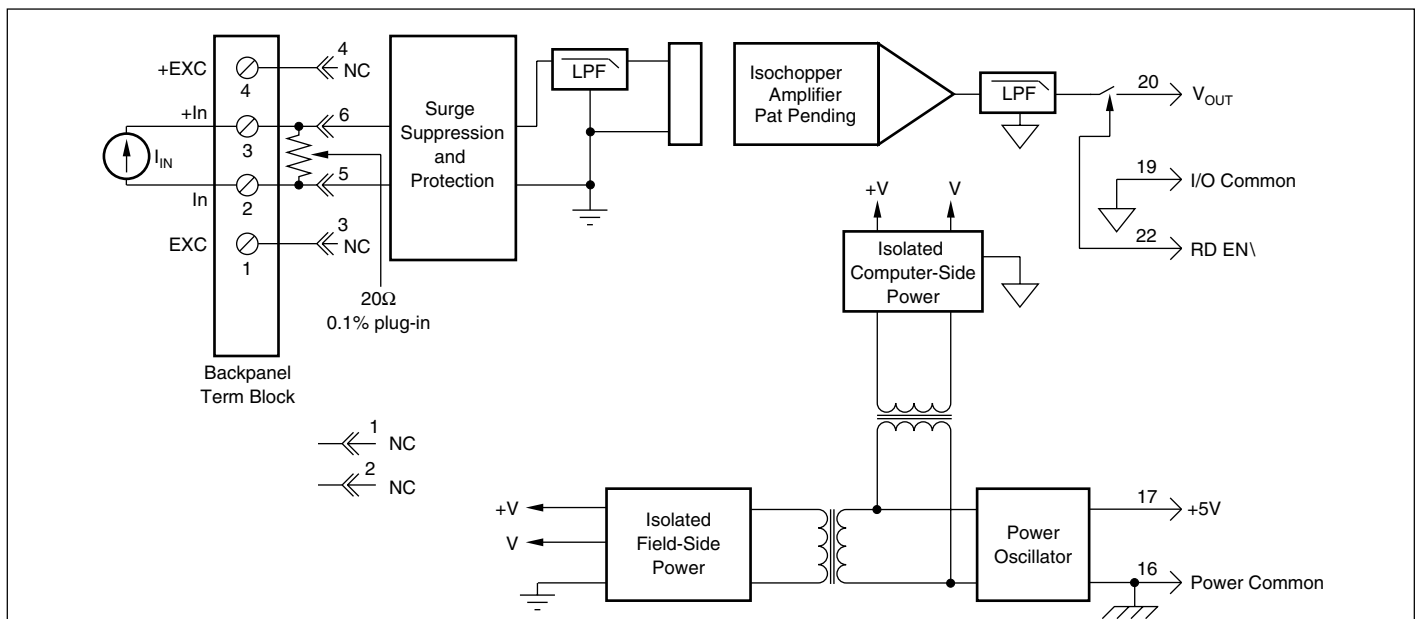 +EXC
4
4
NC
+In
3
6
I_IN
In
2
5
EXC
1
3
NC
20Ω
0.1% plug-in
Backpanel
Term Block
Surge
Suppression
and
Protection
LPF
Isochopper
Amplifier
Pat Pending
LPF
20
V_OUT
19
I/O Common
22
RD EN\
+V
V
Isolated
Computer-Side
Power
1
NC
2
NC
+V
V
Isolated
Field-Side
Power
Power
Oscillator
17
+5V
16
Power Common